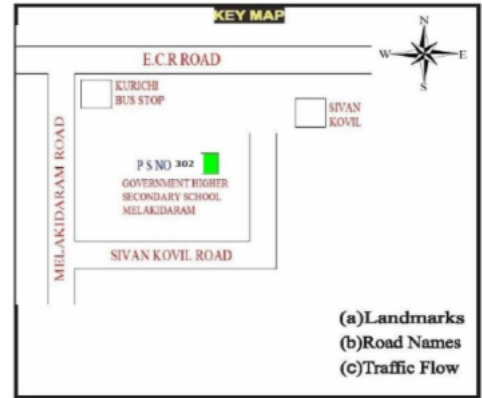 KEY MAP
N
W
E
S
E.C.R ROAD
KURICHI
BUS STOP
SIVAN
KOVIL
MELAKIDARAM ROAD
P S NO 302
GOVERNMENT HIGHER
SECONDARY SCHOOL
MELAKIDARAM
SIVAN KOVIL ROAD
(a)Landmarks
(b)Road Names
(c)Traffic Flow